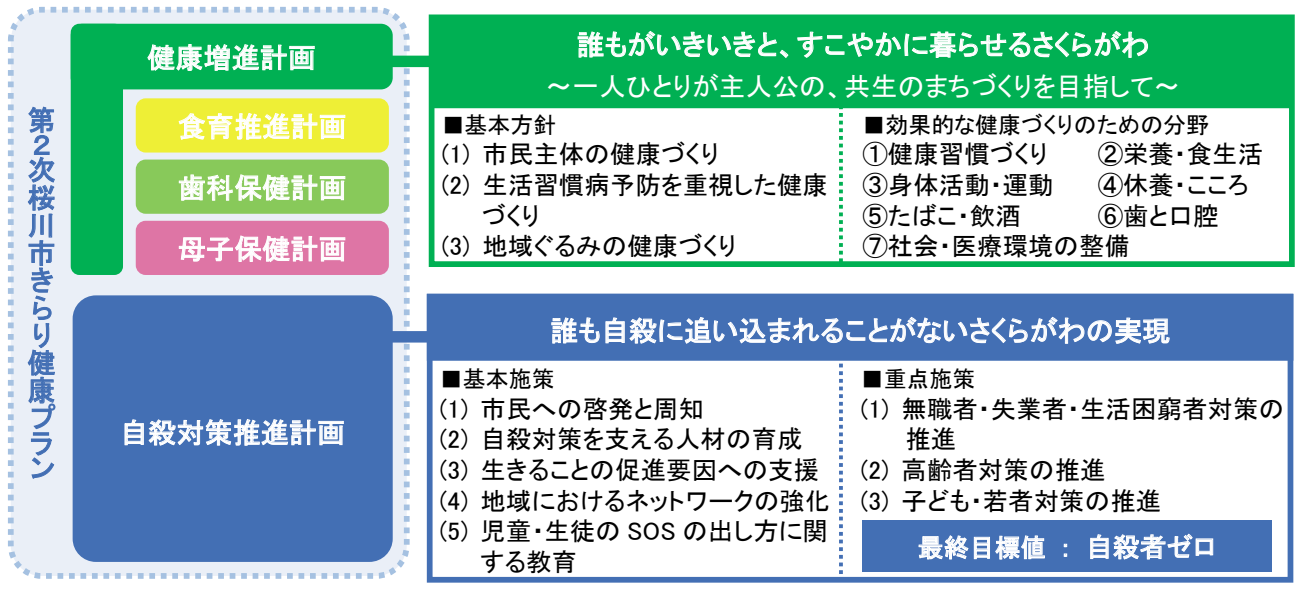 第２次桜川市きらり健康プラン
健康増進計画
食育推進計画
歯科保健計画
母子保健計画
自殺対策推進計画
誰もがいきいきと、すこやかに暮らせるさくらがわ
～一人ひとりが主人公の、共生のまちづくりを目指して～
■基本方針
(1) 市民主体の健康づくり
(2) 生活習慣病予防を重視した健康
づくり
(3) 地域ぐるみの健康づくり
■効果的な健康づくりのための分野
①健康習慣づくり ②栄養・食生活
③身体活動・運動 ④休養・こころ
⑤たばこ・飲酒 ⑥歯と口腔
⑦社会・医療環境の整備
誰も自殺に追い込まれることがないさくらがわの実現
■基本施策
(1) 市民への啓発と周知
(2) 自殺対策を支える人材の育成
(3) 生きることの促進要因への支援
(4) 地域におけるネットワークの強化
(5) 児童・生徒の SOS の出し方に関
する教育
■重点施策
(1) 無職者・失業者・生活困窮者対策の
推進
(2) 高齢者対策の推進
(3) 子ども・若者対策の推進
最終目標値 ： 自殺者ゼロ